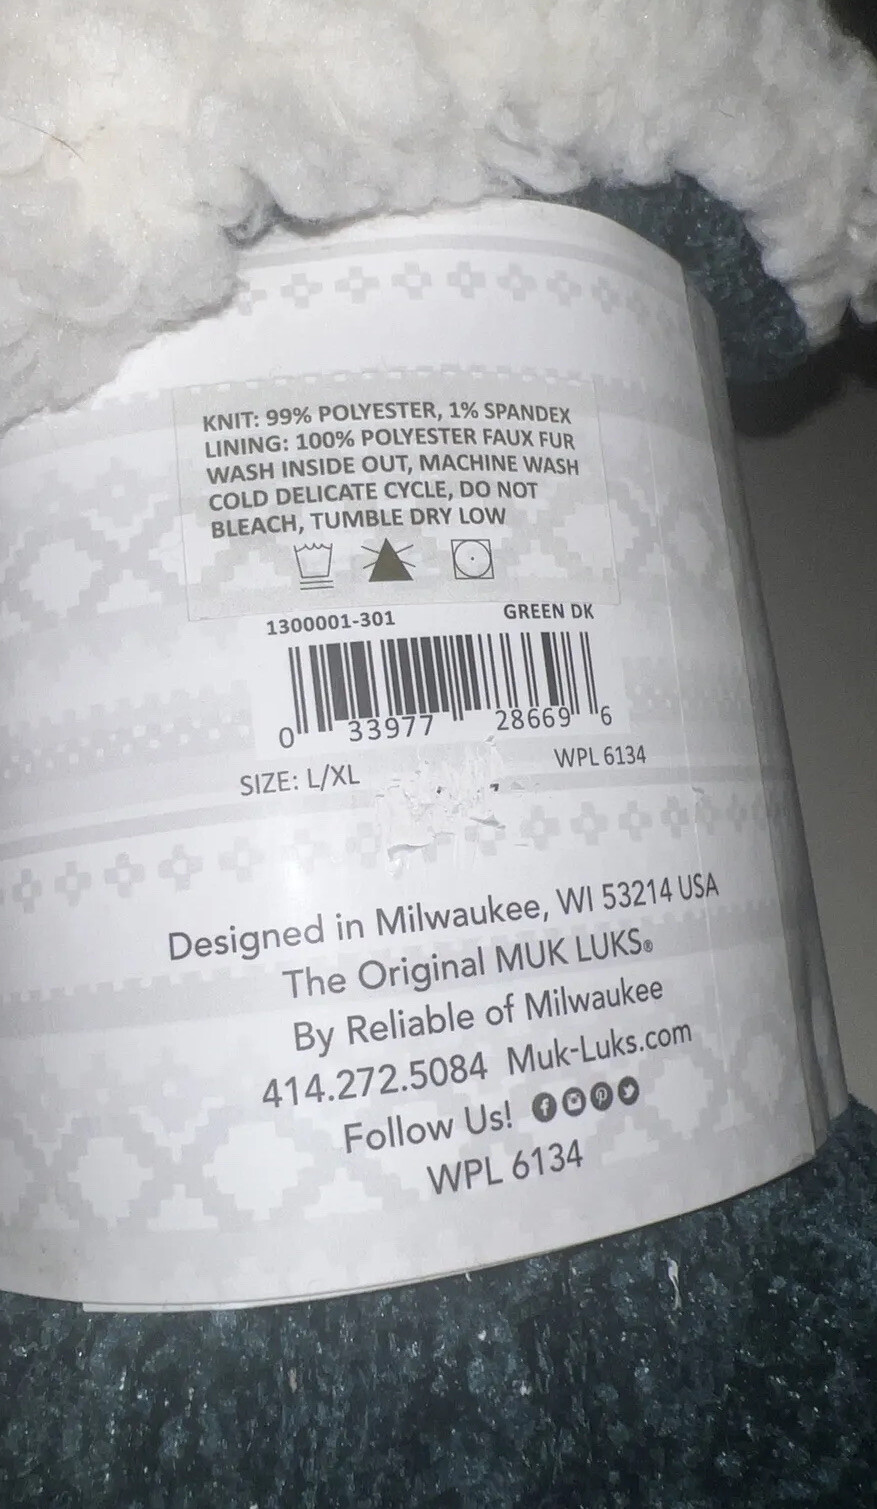 KNIT: 99% POLYESTER, 1% SPANDEX
LINING: 100% POLYESTER FAUX FUR
WASH INSIDE OUT, MACHINE WASH
COLD DELICATE CYCLE, DO NOT
BLEACH, TUMBLE DRY LOW
1300001-301 GREEN DK
0 33977 28669 6
SIZE: L/XL WPL 6134
Designed in Milwaukee, WI 53214 USA
The Original MUK LUKS®
By Reliable of Milwaukee
414.272.5084 Muk-Luks.com
Follow Us!
WPL 6134